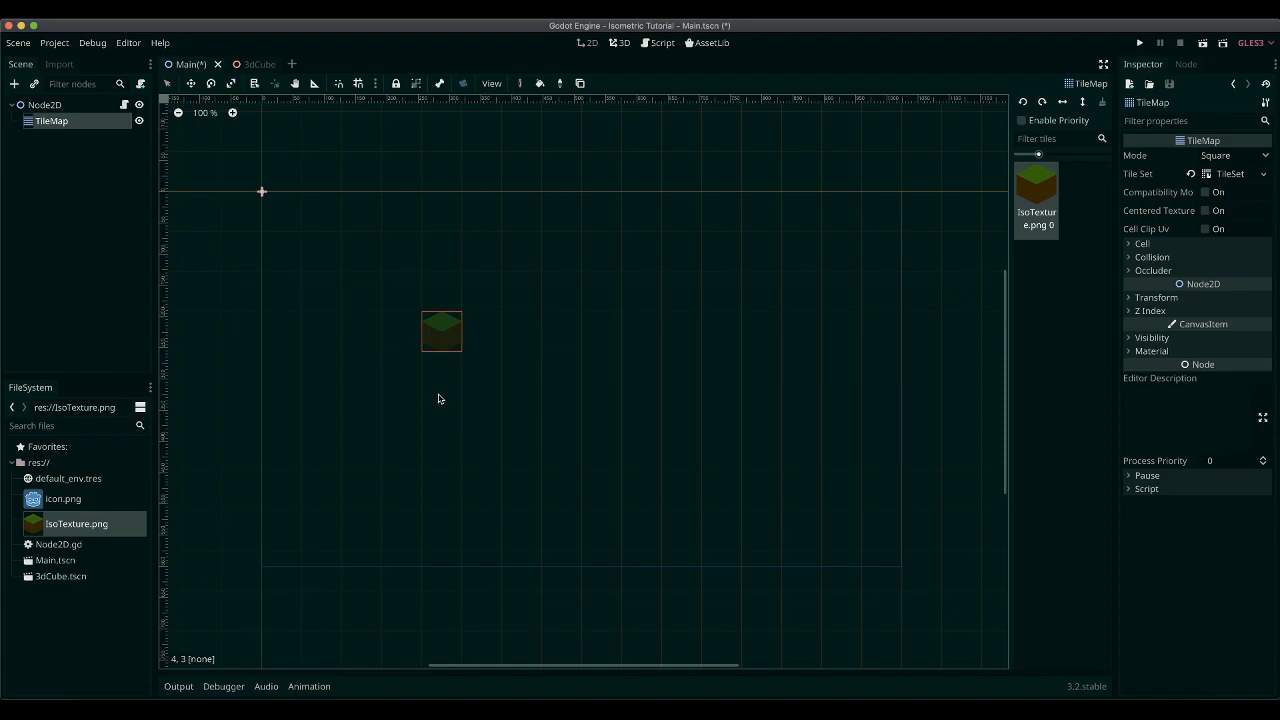 Godot Engine - Isometric Tutorial - Main.tscn (*)
Scene Project Debug Editor Help
2D 3D Script AssetLib
GLES3
Scene Import
Main(*) 3dCube
Inspector Node
Filter nodes
View
TileMap
Node2D
TileMap
100 %
TileMap
Enable Priority
Filter properties
Filter tiles
TileMap
Mode Square
Tile Set TileSet
Compatibility Mo On
Centered Texture On
Cell Clip Uv On
IsoTextur
e.png 0
Cell
Collision
Occluder
Node2D
Transform
Z Index
CanvasItem
Visibility
Material
Node
Editor Description
Process Priority 0
Pause
Script
FileSystem
res://IsoTexture.png
Search files
Favorites:
res://
default_env.tres
icon.png
IsoTexture.png
Node2D.gd
Main.tscn
3dCube.tscn
4, 3 [none]
Output Debugger Audio Animation
3.2.stable